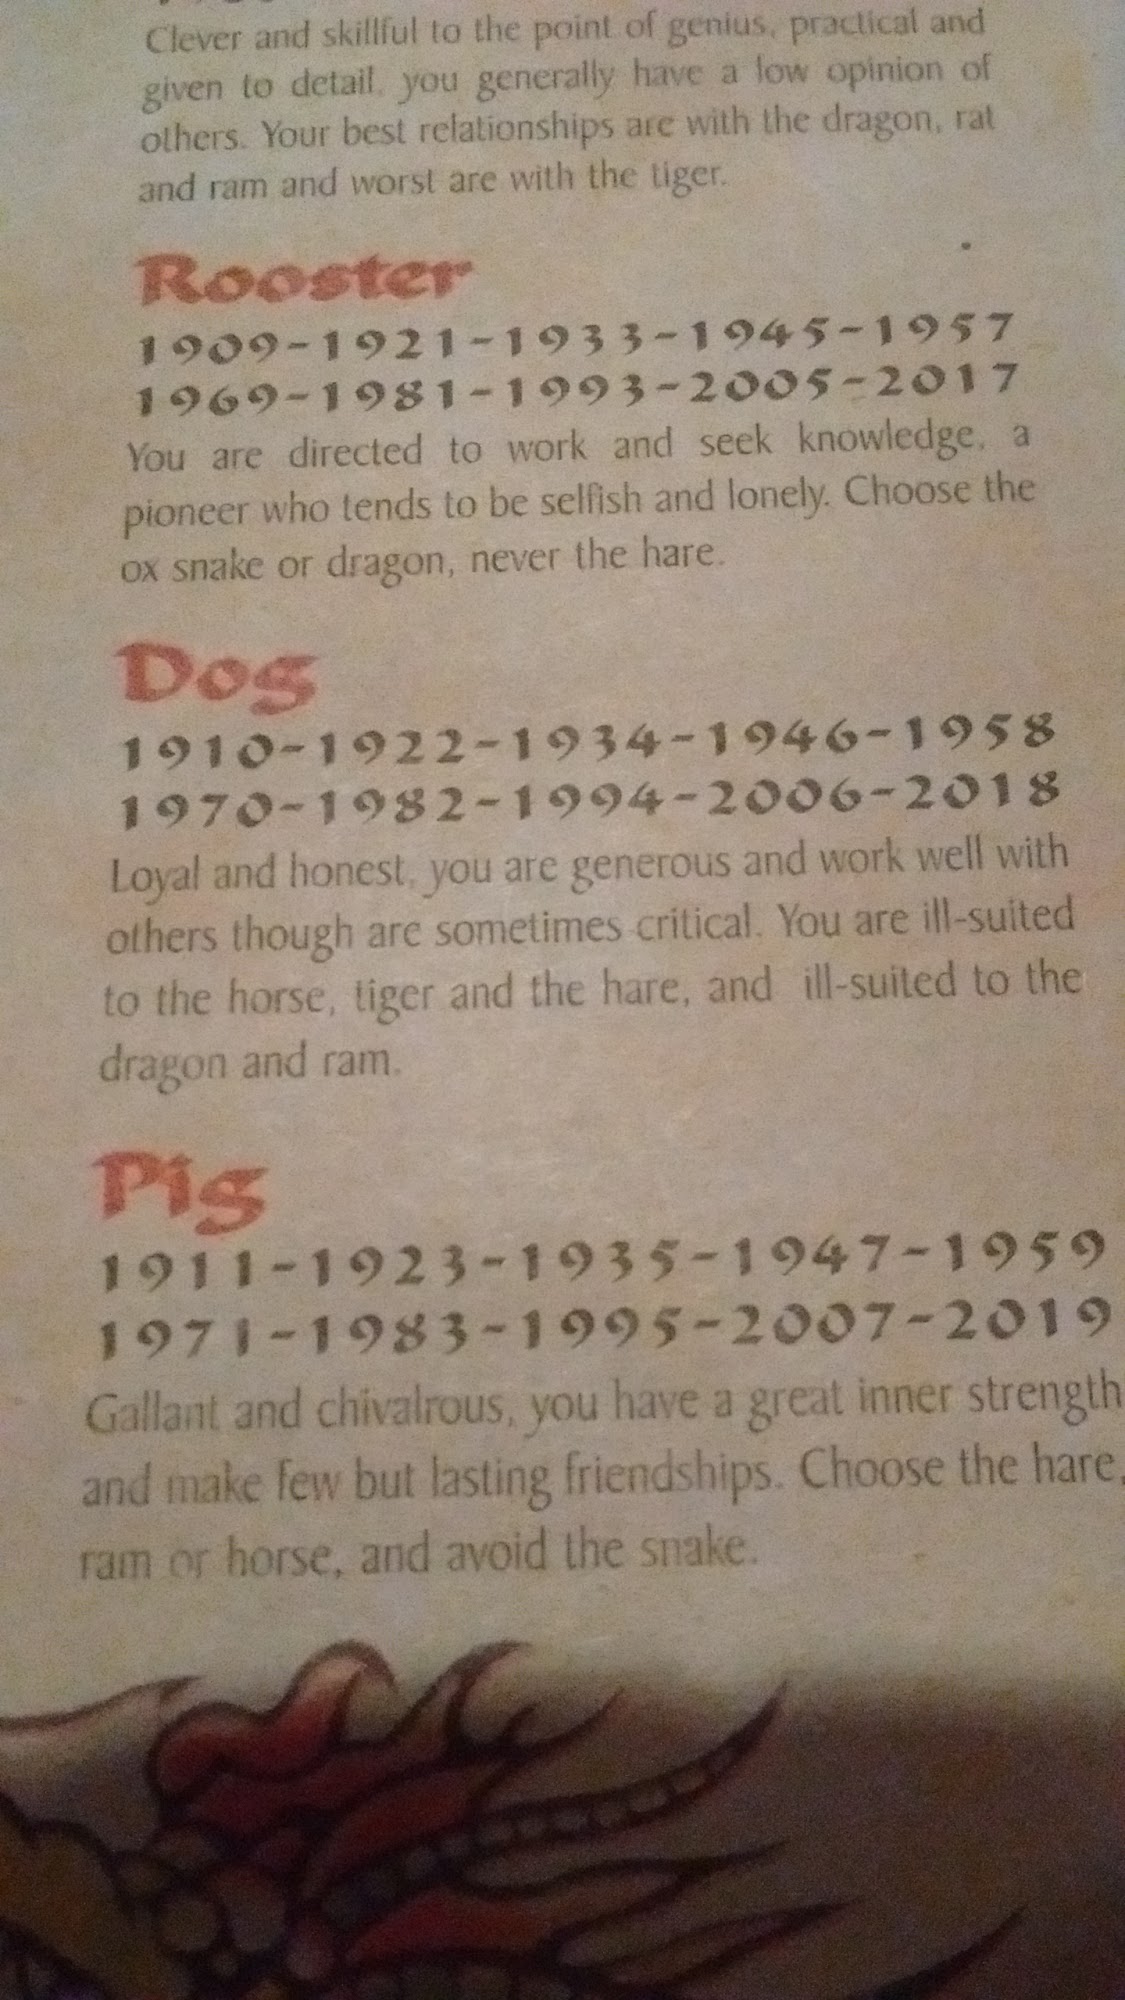 Clever and skillful to the point of genius, practical and
given to detail, you generally have a low opinion of
others. Your best relationships are with the dragon, rat
and ram and worst are with the tiger.
Rooster
1909-1921-1933-1945-1957
1969-1981-1993-2005-2017
You are directed to work and seek knowledge, a
pioneer who tends to be selfish and lonely. Choose the
ox snake or dragon, never the hare.
Dog
1910-1922-1934-1946-1958
1970-1982-1994-2006-2018
Loyal and honest, you are generous and work well with
others though are sometimes critical. You are ill-suited
to the horse, tiger and the hare, and ill-suited to the
dragon and ram.
Pig
1911-1923-1935-1947-1959
1971-1983-1995-2007-2019
Gallant and chivalrous, you have a great inner strength
and make few but lasting friendships. Choose the hare,
ram or horse, and avoid the snake.